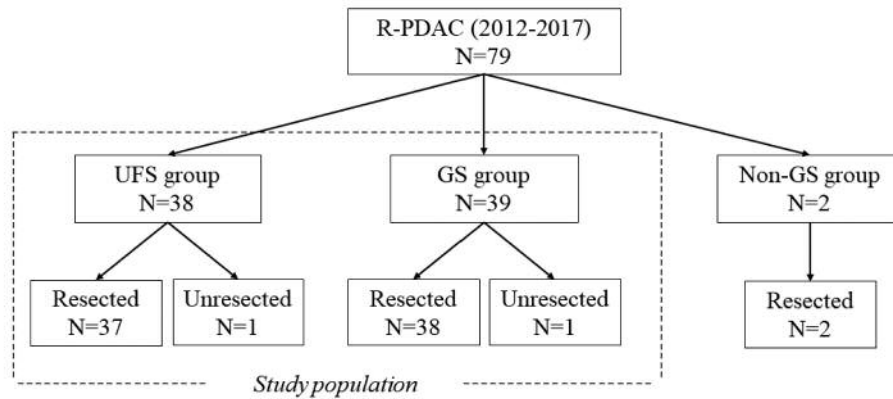 R-PDAC (2012-2017)
N=79
UFS group
N=38
GS group
N=39
Non-GS group
N=2
Resected
N=37
Unresected
N=1
Resected
N=38
Unresected
N=1
Resected
N=2
Study population